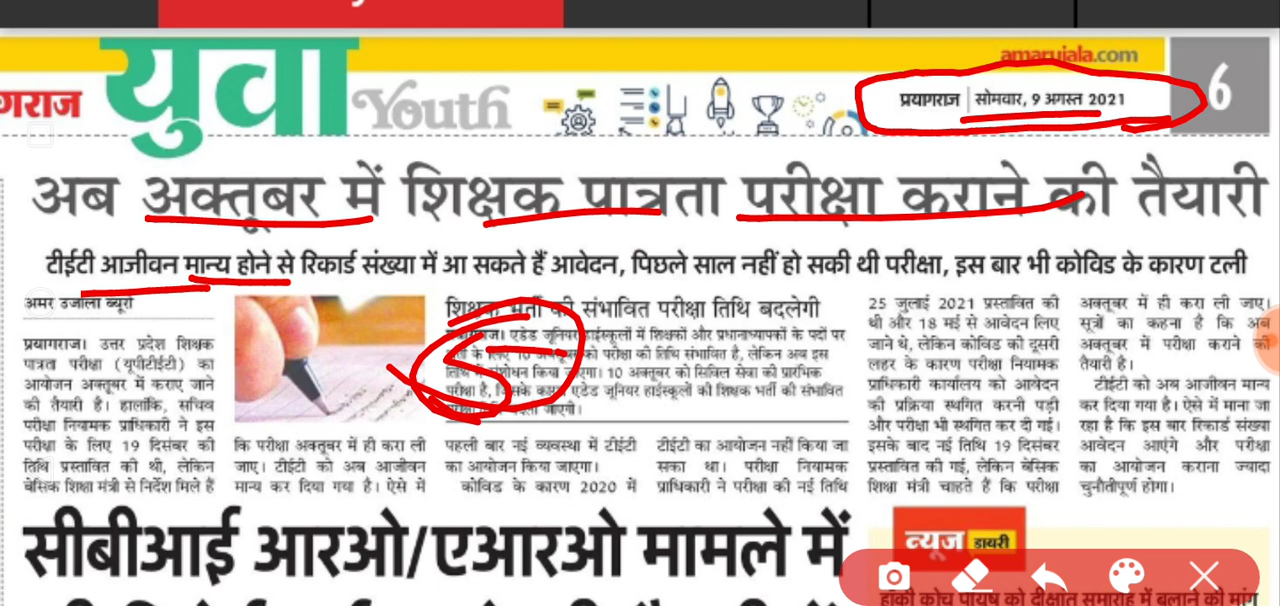 amarujala.com
6
गराज
युवा
Youth
प्रयागराज | सोमवार, 9 अगस्त 2021
अब अक्तूबर में शिक्षक पात्रता परीक्षा कराने की तैयारी
टीईटी आजीवन मान्य होने से रिकार्ड संख्या में आ सकते हैं आवेदन, पिछले साल नहीं हो सकी थी परीक्षा, इस बार भी कोविड के कारण टली
अमर उजाला ब्यूरो
प्रयागराज। उत्तर प्रदेश शिक्षक
पात्रता परीक्षा (यूपीटीईटी) का
आयोजन अक्तूबर में कराए जाने
की तैयारी है। हालांकि, सचिव
परीक्षा नियामक प्राधिकारी ने इस
परीक्षा के लिए 19 दिसंबर की
तिथि प्रस्तावित की थी, लेकिन
बेसिक शिक्षा मंत्री से निर्देश मिले हैं
कि परीक्षा अक्तूबर में ही करा ली
जाए। टीईटी को अब आजीवन
मान्य कर दिया गया है। ऐसे में
शिक्षक भर्ती की संभावित परीक्षा तिथि बदलेगी
एडेड जूनियर हाईस्कूलों में शिक्षकों और प्रधानाध्यापकों के पदों पर
के लिए 10 को परीक्षा की तिथि संभावित है, लेकिन अब इस
तिथि संशोधन किया जाएगा। 10 अक्तूबर को सिविल सेवा की प्रारंभिक
परीक्षा है, एडेड जूनियर हाईस्कूलों की शिक्षक भर्ती की संभावित
जाएगी।
पहली बार नई व्यवस्था में टीईटी
का आयोजन किया जाएगा।
कोविड के कारण 2020 में
टीईटी का आयोजन नहीं किया जा
सका था। परीक्षा नियामक
प्राधिकारी ने परीक्षा की नई तिथि
25 जुलाई 2021 प्रस्तावित की
थी और 18 मई से आवेदन लिए
जाने थे, लेकिन कोविड की दूसरी
लहर के कारण परीक्षा नियामक
प्राधिकारी कार्यालय को आवेदन
की प्रक्रिया स्थगित करनी पड़ी
और परीक्षा भी स्थगित कर दी गई।
इसके बाद नई तिथि 19 दिसंबर
प्रस्तावित की गई, लेकिन बेसिक
शिक्षा मंत्री चाहते हैं कि परीक्षा
अक्तूबर में ही करा ली जाए।
सूत्रों का कहना है कि अब
अक्तूबर में परीक्षा कराने की
तैयारी है।
टीईटी को अब आजीवन मान्य
कर दिया गया है। ऐसे में माना जा
रहा है कि इस बार रिकॉर्ड संख्या
आवेदन आएंगे और परीक्षा
का आयोजन कराना ज्यादा
चुनौतीपूर्ण होगा।
सीबीआई आरओ/एआरओ मामले में
न्यूज डायरी
हॉकी कोच पीयूष को दीक्षांत समारोह में बुलाने की मांग